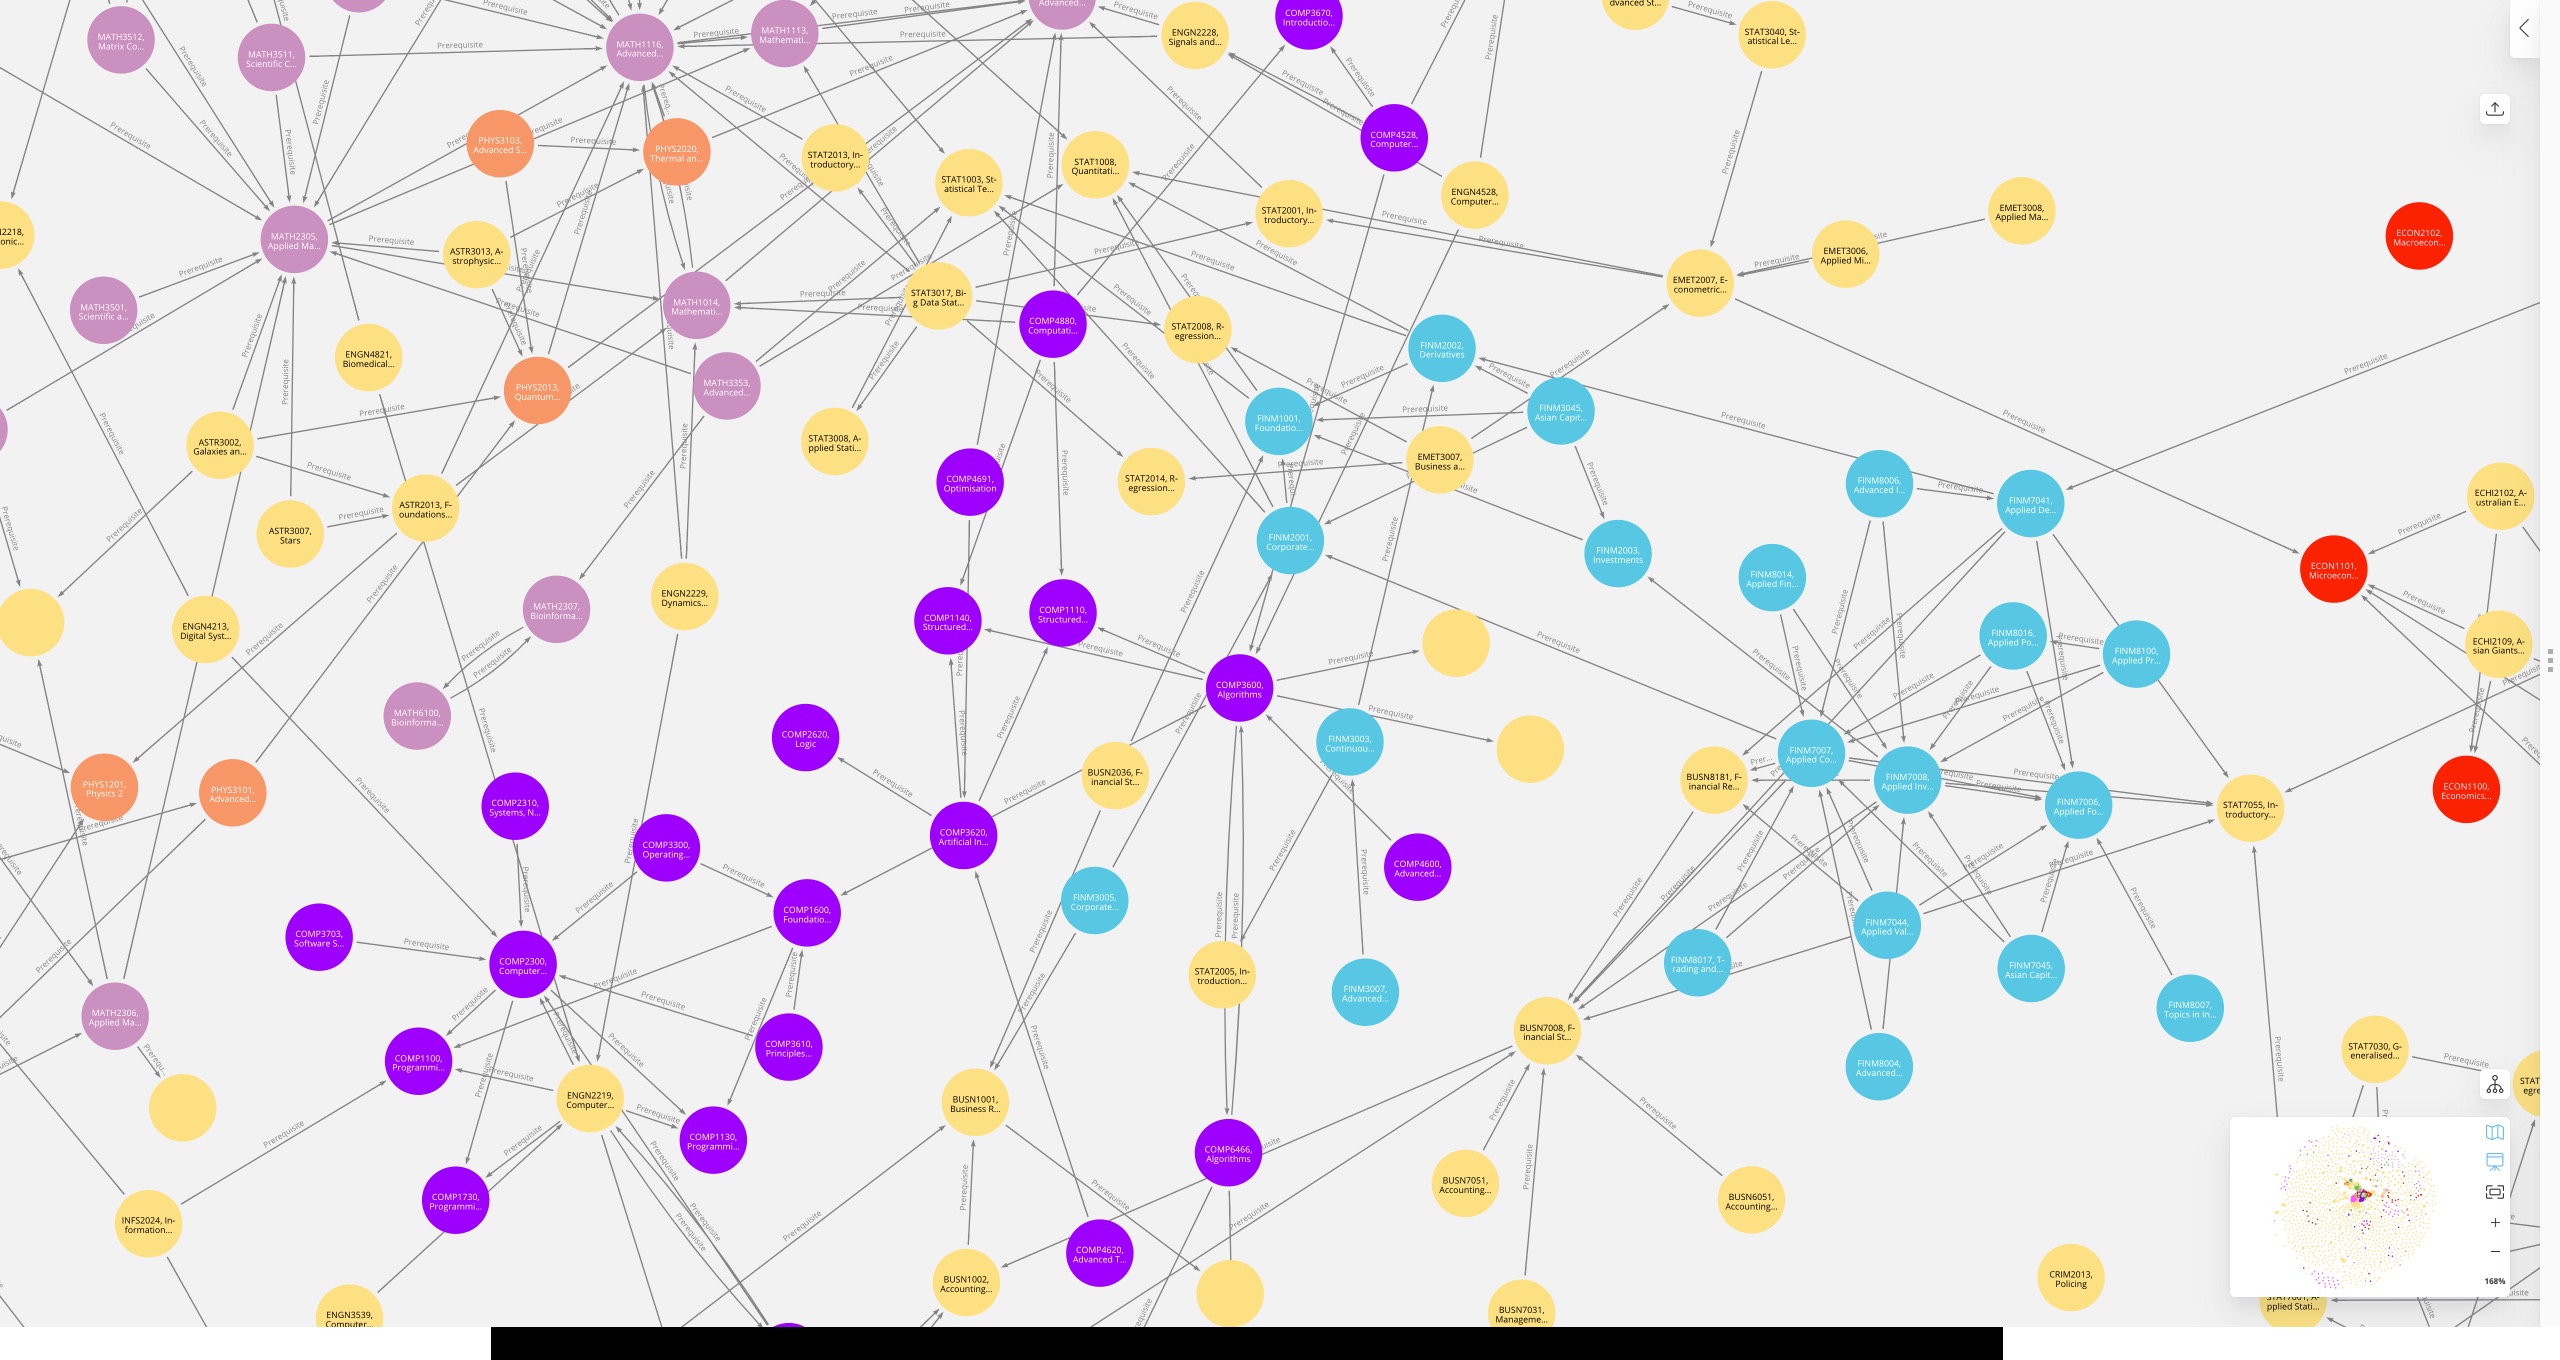 MATH3512,
Matrix Co...
MATH3511,
Scientific C...
MATH1116,
Advanced...
MATH1113,
Mathemati...
Advanced...
ENGN2228,
Signals and...
COMP3670,
Introductio...
dvanced St...
STAT3040, St-
atistical Le...
COMP4528,
Computer...
PHYS3103,
Advanced S...
PHYS2020,
Thermal an...
STAT2013, In-
troductory...
STAT1003, St-
atistical Te...
STAT1008,
Quantitati...
ENGN4528,
Computer...
STAT2001, In-
troductory...
EMET3008,
Applied Ma...
EMET3006,
Applied Mi...
ECON2102,
Macroecon...
2218,
onic...
MATH2305,
Applied Ma...
ASTR3013, A-
strophysic...
EMET2007, E-
conometric...
MATH3501,
Scientific a...
MATH1014,
Mathemati...
STAT3017, Bi-
g Data Stat...
COMP4880,
Computati...
STAT2008, R-
egression...
FINM2002,
Derivatives
ENGN4821,
Biomedical...
PHYS2013,
Quantum...
MATH3353,
Advanced...
FINM1001,
Foundatio...
FINM3045,
Asian Capit...
ASTR3002,
Galaxies an...
STAT3008, A-
pplied Stati...
EMET3007,
Business a...
COMP4691,
Optimisation
STAT2014, R-
egression...
FINM8006,
Advanced I...
FINM7041,
Applied De...
ECHI2102, A-
ustralian E...
ASTR2013, F-
oundations...
ASTR3007,
Stars
FINM2001,
Corporate...
FINM2003,
Investments
FINM8014,
Applied Fin...
ECON1101,
Microecon...
ENGN2229,
Dynamics...
MATH2307,
Bioinforma...
COMP1140,
Structured...
COMP1110,
Structured...
ENGN4213,
Digital Syst...
FINM8016,
Applied Po...
FINM8100,
Applied Pr...
ECHI2109, A-
sian Giants...
COMP3600,
Algorithms
MATH6100,
Bioinforma...
COMP2620,
Logic
FINM3003,
Continuou...
FINM7007,
Applied Co...
BUSN2036, F-
inancial St...
BUSN8181, F-
inancial Re...
FINM7008,
Applied Inv...
FINM7006,
Applied Fo...
STAT7055, In-
troductory...
ECON1100,
Economics...
PHYS1201,
Physics 2
PHYS3101,
Advanced...
COMP2310,
Systems, N...
COMP3300,
Operating...
COMP3620,
Artificial In...
COMP4600,
Advanced...
COMP1600,
Foundatio...
FINM3005,
Corporate...
COMP3703,
Software S...
COMP2300,
Computer...
FINM7044,
Applied Val...
FINM8017, T-
rading and...
FINM7045,
Asian Capit...
STAT2005, In-
troduction...
FINM3007,
Advanced...
FINM8007,
Topics in In...
MATH2306,
Applied Ma...
COMP1100,
Programmi...
COMP3610,
Principles...
BUSN7008, F-
inancial St...
STAT7030, G-
eneralised...
FINM8004,
Advanced...
ENGN2219,
Computer...
BUSN1001,
Business R...
COMP1130,
Programmi...
COMP6466,
Algorithms
BUSN7051,
Accounting...
BUSN6051,
Accounting...
COMP1730,
Programmi...
INFS2024, In-
formation...
COMP4620,
Advanced T...
BUSN1002,
Accounting...
CRIM2013,
Policing
168%
ENGN3539,
Computer...
BUSN7031,
Manageme...
pplied Stati...
Prerequisite
Prerequisite
Prerequisite
Prerequisite
Prerequisite
Prerequisite